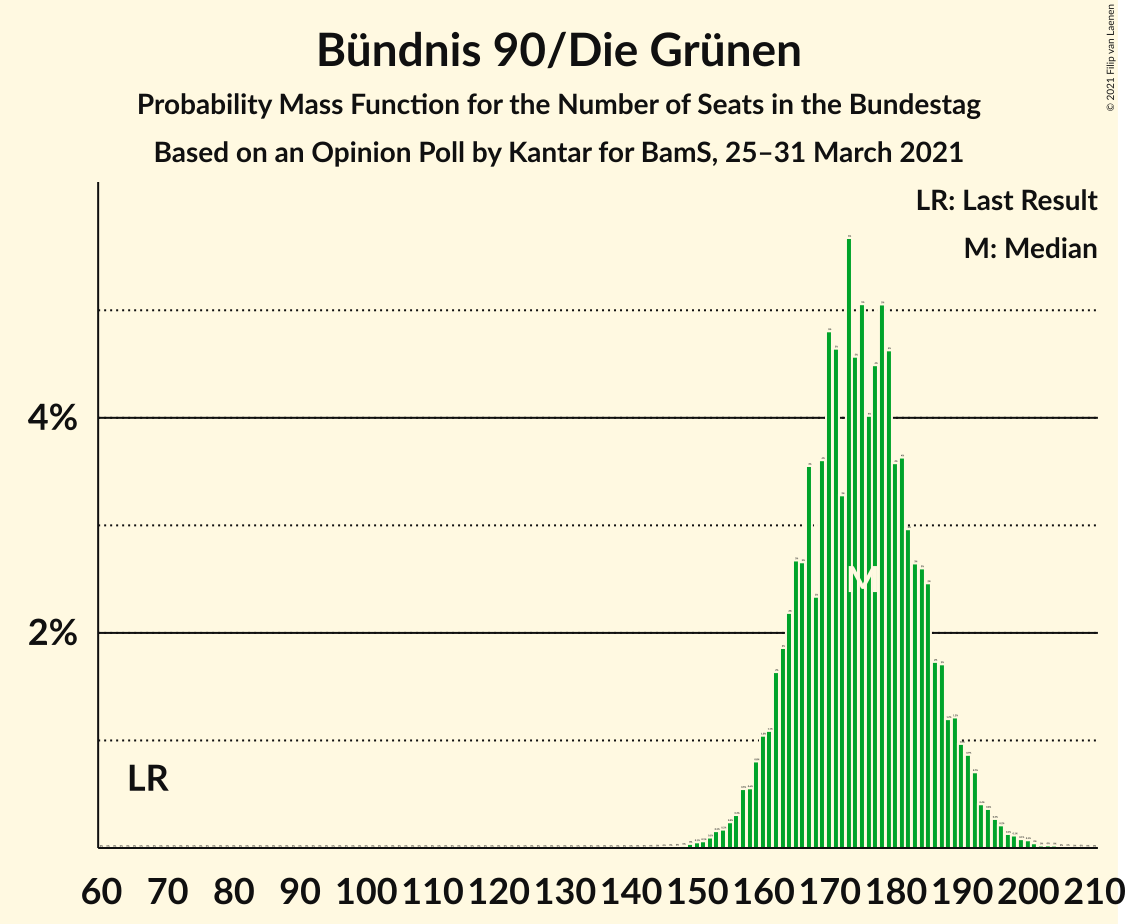 Bündnis 90/Die Grünen
Probability Mass Function for the Number of Seats in the Bundestag
Based on an Opinion Poll by Kantar for BamS, 25–31 March 2021
© 2021 Filip van Laenen
LR: Last Result
M: Median
4%
2%
LR
M
60 70 80 90 100 110 120 130 140 150 160 170 180 190 200 210